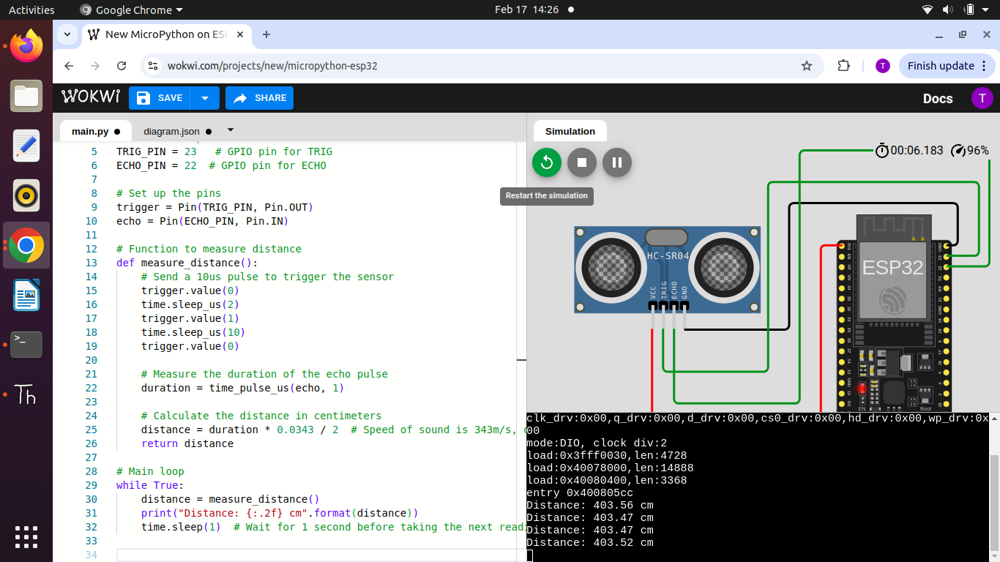 Activities
Google Chrome
Feb 17 14:26
New MicroPython on ES
wokwi.com/projects/new/micropython-esp32
T
Finish update
WOKWI
SAVE
SHARE
Docs
T
main.py
diagram.json
5 TRIG_PIN = 23   # GPIO pin for TRIG
6 ECHO_PIN = 22  # GPIO pin for ECHO
7
8 # Set up the pins
9 trigger = Pin(TRIG_PIN, Pin.OUT)
10 echo = Pin(ECHO_PIN, Pin.IN)
11
12 # Function to measure distance
13 def measure_distance():
14     # Send a 10us pulse to trigger the sensor
15     trigger.value(0)
16     time.sleep_us(2)
17     trigger.value(1)
18     time.sleep_us(10)
19     trigger.value(0)
20
21     # Measure the duration of the echo pulse
22     duration = time_pulse_us(echo, 1)
23
24     # Calculate the distance in centimeters
25     distance = duration * 0.0343 / 2  # Speed of sound is 343m/s, c
26     return distance
27
28 # Main loop
29 while True:
30     distance = measure_distance()
31     print("Distance: {:.2f} cm".format(distance))
32     time.sleep(1)  # Wait for 1 second before taking the next readi
33
34
Th
Simulation
00:06.183
96%
Restart the simulation
HC-SR04
VCC
TRIG
ECHO
GND
ESP32
EN
Boot
clk_drv:0x00,q_drv:0x00,d_drv:0x00,cs0_drv:0x00,hd_drv:0x00,wp_drv:0x
00
mode:DIO, clock div:2
load:0x3fff0030,len:4728
load:0x40078000,len:14888
load:0x40080400,len:3368
entry 0x400805cc
Distance: 403.56 cm
Distance: 403.47 cm
Distance: 403.47 cm
Distance: 403.52 cm